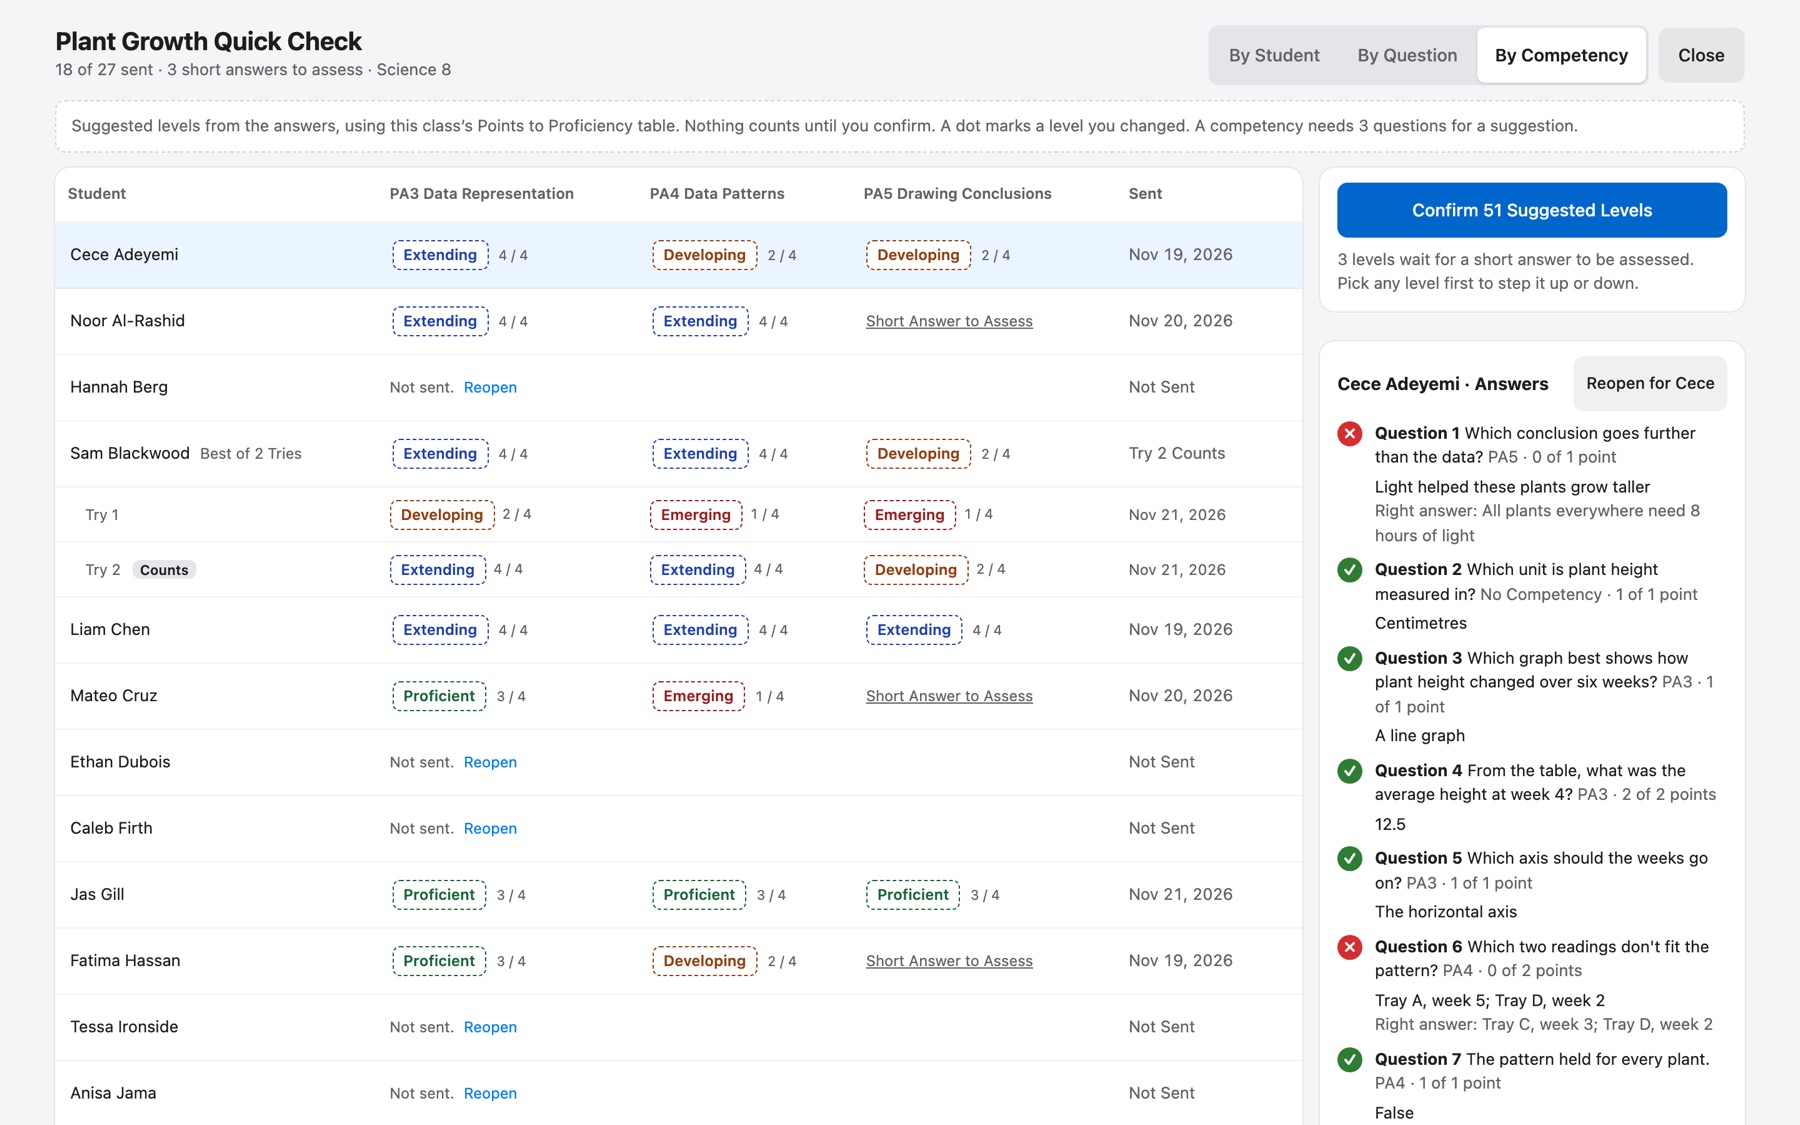 Plant Growth Quick Check
18 of 27 sent · 3 short answers to assess · Science 8
By Student By Question By Competency Close
Suggested levels from the answers, using this class’s Points to Proficiency table. Nothing counts until you confirm. A dot marks a level you changed. A competency needs 3 questions for a suggestion.
Student PA3 Data Representation PA4 Data Patterns PA5 Drawing Conclusions Sent
Cece Adeyemi Extending 4 / 4 Developing 2 / 4 Developing 2 / 4 Nov 19, 2026
Noor Al-Rashid Extending 4 / 4 Extending 4 / 4 Short Answer to Assess Nov 20, 2026
Hannah Berg Not sent. Reopen Not Sent
Sam Blackwood Best of 2 Tries Extending 4 / 4 Extending 4 / 4 Developing 2 / 4 Try 2 Counts
Try 1 Developing 2 / 4 Emerging 1 / 4 Emerging 1 / 4 Nov 21, 2026
Try 2 Counts Extending 4 / 4 Extending 4 / 4 Developing 2 / 4 Nov 21, 2026
Liam Chen Extending 4 / 4 Extending 4 / 4 Extending 4 / 4 Nov 19, 2026
Mateo Cruz Proficient 3 / 4 Emerging 1 / 4 Short Answer to Assess Nov 20, 2026
Ethan Dubois Not sent. Reopen Not Sent
Caleb Firth Not sent. Reopen Not Sent
Jas Gill Proficient 3 / 4 Proficient 3 / 4 Proficient 3 / 4 Nov 21, 2026
Fatima Hassan Proficient 3 / 4 Developing 2 / 4 Short Answer to Assess Nov 19, 2026
Tessa Ironside Not sent. Reopen Not Sent
Anisa Jama Not sent. Reopen Not Sent
Confirm 51 Suggested Levels
3 levels wait for a short answer to be assessed.
Pick any level first to step it up or down.
Cece Adeyemi · Answers Reopen for Cece
Question 1 Which conclusion goes further
than the data? PA5 · 0 of 1 point
Light helped these plants grow taller
Right answer: All plants everywhere need 8
hours of light
Question 2 Which unit is plant height
measured in? No Competency · 1 of 1 point
Centimetres
Question 3 Which graph best shows how
plant height changed over six weeks? PA3 · 1
of 1 point
A line graph
Question 4 From the table, what was the
average height at week 4? PA3 · 2 of 2 points
12.5
Question 5 Which axis should the weeks go
on? PA3 · 1 of 1 point
The horizontal axis
Question 6 Which two readings don't fit the
pattern? PA4 · 0 of 2 points
Tray A, week 5; Tray D, week 2
Right answer: Tray C, week 3; Tray D, week 2
Question 7 The pattern held for every plant.
PA4 · 1 of 1 point
False